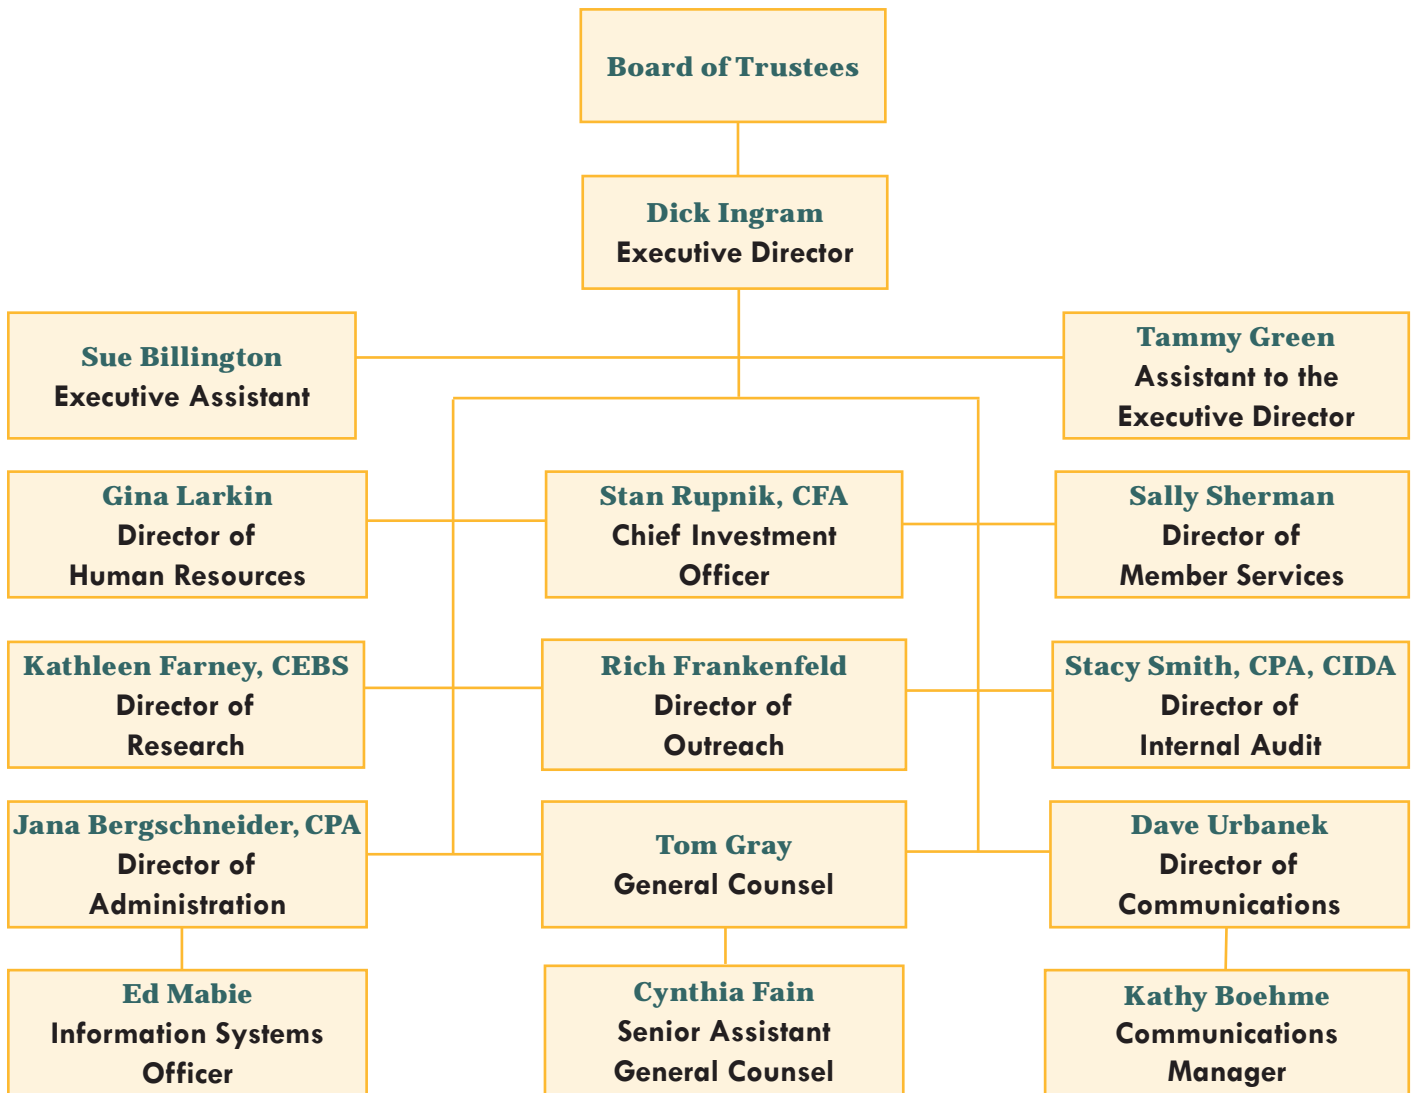 Board of Trustees
Dick Ingram
Executive Director
Sue Billington
Executive Assistant
Tammy Green
Assistant to the
Executive Director
Gina Larkin
Director of
Human Resources
Stan Rupnik, CFA
Chief Investment
Officer
Sally Sherman
Director of
Member Services
Kathleen Farney, CEBS
Director of
Research
Rich Frankenfeld
Director of
Outreach
Stacy Smith, CPA, CIDA
Director of
Internal Audit
Jana Bergschneider, CPA
Director of
Administration
Tom Gray
General Counsel
Dave Urbanek
Director of
Communications
Ed Mabie
Information Systems
Officer
Cynthia Fain
Senior Assistant
General Counsel
Kathy Boehme
Communications
Manager